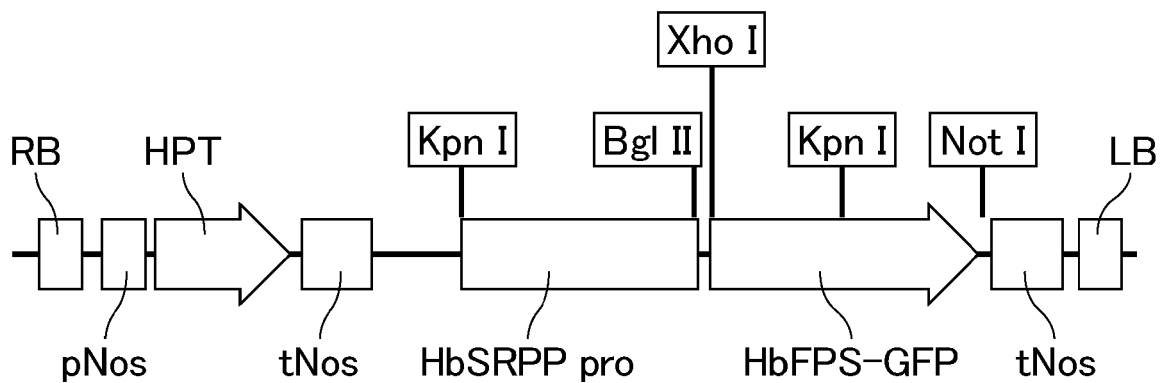 Xho I
Kpn I
Bgl II
Kpn I
Not I
RB
HPT
LB
pNos
tNos
HbSRPP pro
HbFPS-GFP
tNos